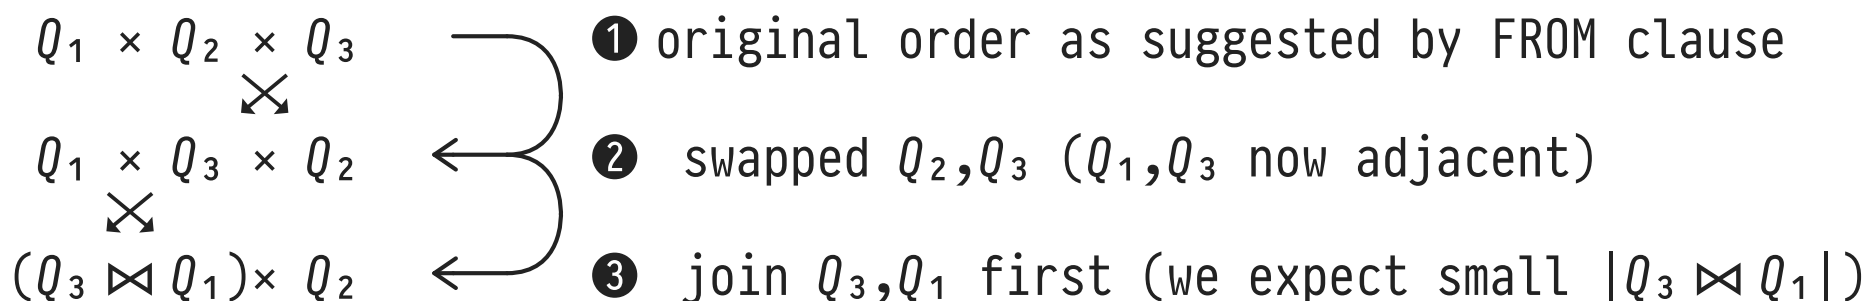 Q₁ × Q₂ × Q₃ ❶ original order as suggested by FROM clause
Q₁ × Q₃ × Q₂ ❷ swapped Q₂,Q₃ (Q₁,Q₃ now adjacent)
(Q₃ ⋈ Q₁)× Q₂ ❸ join Q₃,Q₁ first (we expect small |Q₃ ⋈ Q₁|)